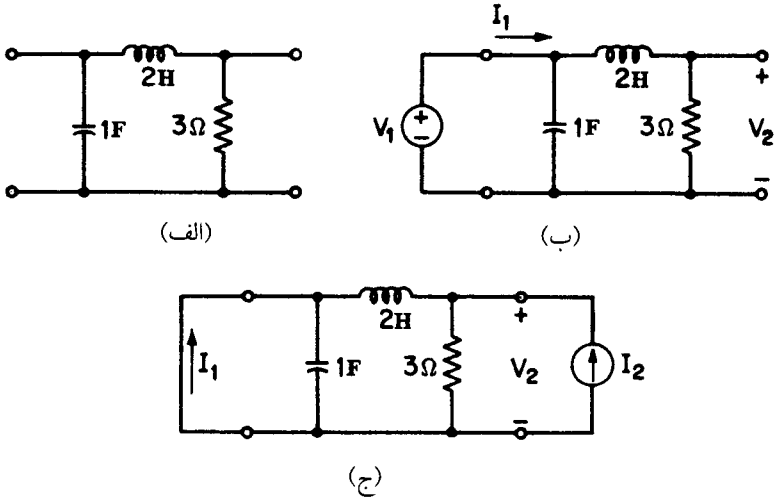 2H
1F
3Ω
(الف)
I₁
V₁
+
−
2H
1F
3Ω
+
V₂
−
(ب)
I₁
2H
1F
3Ω
+
V₂
−
I₂
(ج)